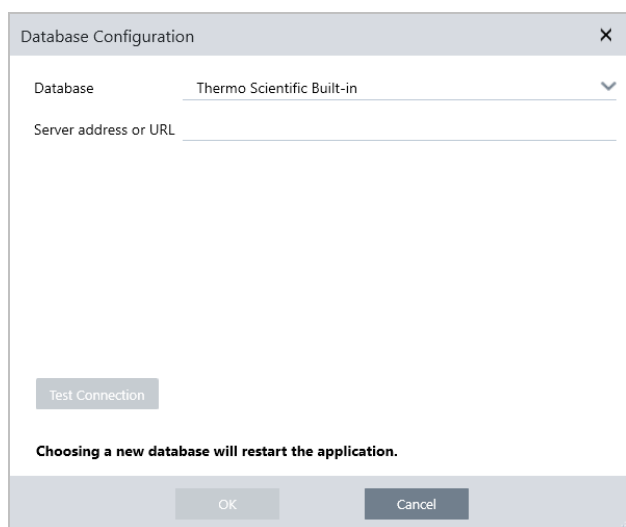 Database Configuration
Database Thermo Scientific Built-in
Server address or URL
Test Connection
Choosing a new database will restart the application.
OK Cancel